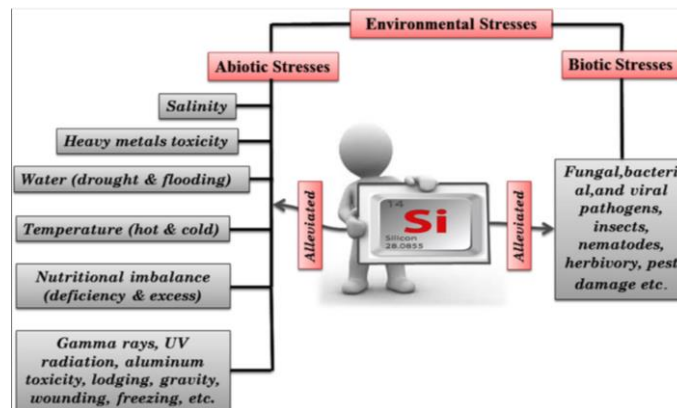 Environmental Stresses
Abiotic Stresses
Biotic Stresses
Salinity
Heavy metals toxicity
Water (drought & flooding)
Temperature (hot & cold)
Nutritional imbalance
(deficiency & excess)
Gamma rays, UV
radiation, aluminum
toxicity, lodging, gravity,
wounding, freezing, etc.
Alleviated
14
Si
Silicon
28.0855
Alleviated
Fungal,bacteri
al,and viral
pathogens,
insects,
nematodes,
herbivory, pest
damage etc.